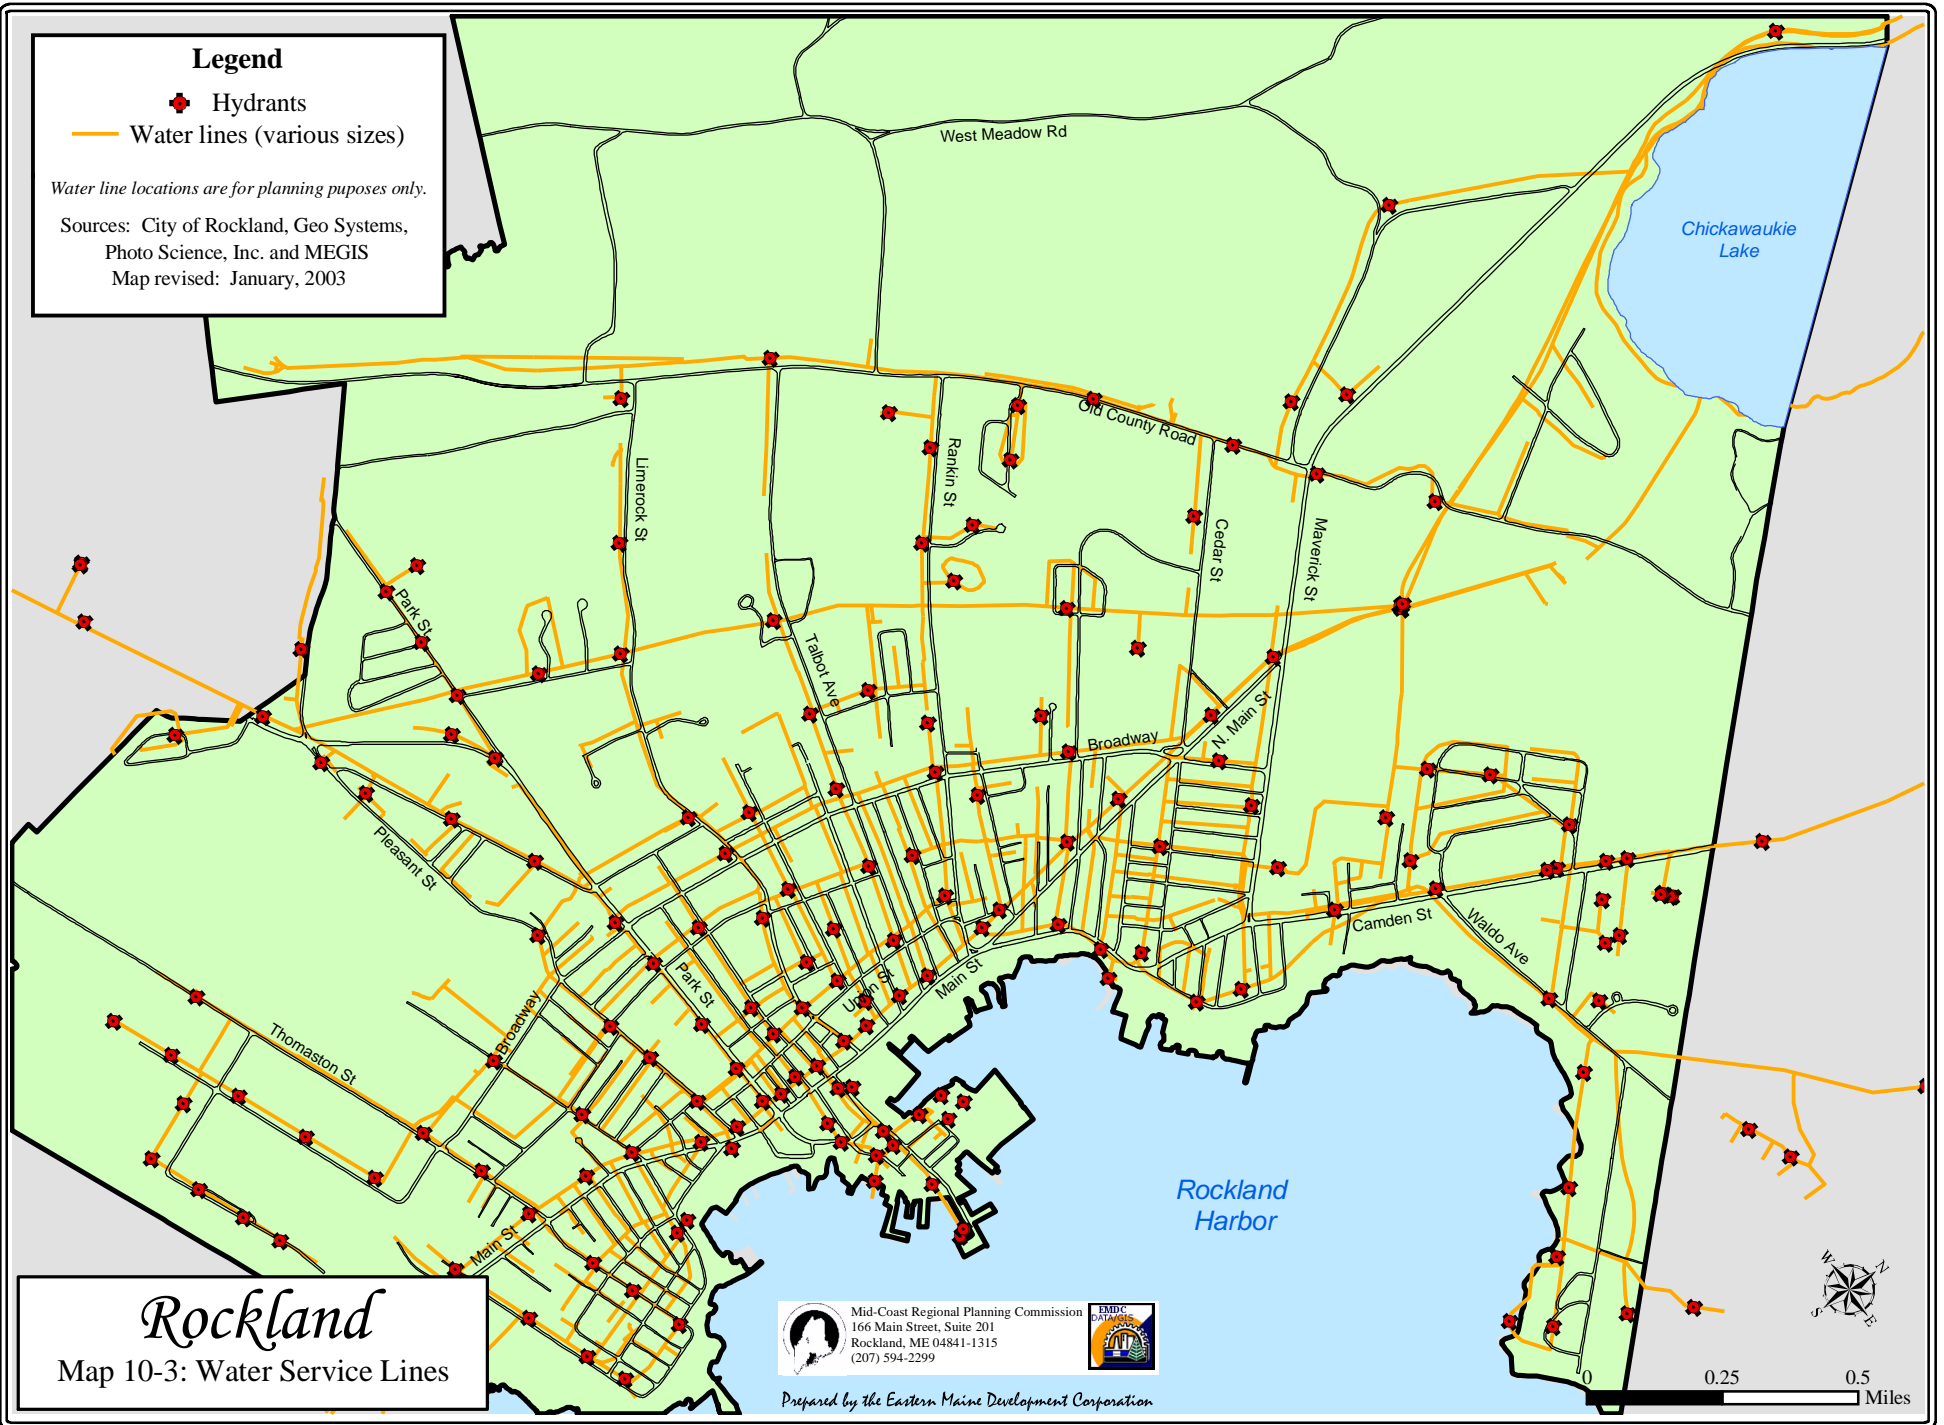 Legend
Hydrants
Water lines (various sizes)
Water line locations are for planning puposes only.
Sources: City of Rockland, Geo Systems,
Photo Science, Inc. and MEGIS
Map revised: January, 2003
West Meadow Rd
Chickawaukie
Lake
Old County Road
Rankin St
Limerock St
Cedar St
Maverick St
Park St
Talbot Ave
N. Main St
Broadway
Pleasant St
Camden St
Waldo Ave
Park St
Union St
Main St
Broadway
Thomaston St
Main St
Rockland
Harbor
W
N
S
E
Rockland
Map 10-3: Water Service Lines
Mid-Coast Regional Planning Commission
166 Main Street, Suite 201
Rockland, ME 04841-1315
(207) 594-2299
EMDC
DATA/GIS
Prepared by the Eastern Maine Development Corporation
0 0.25 0.5
Miles